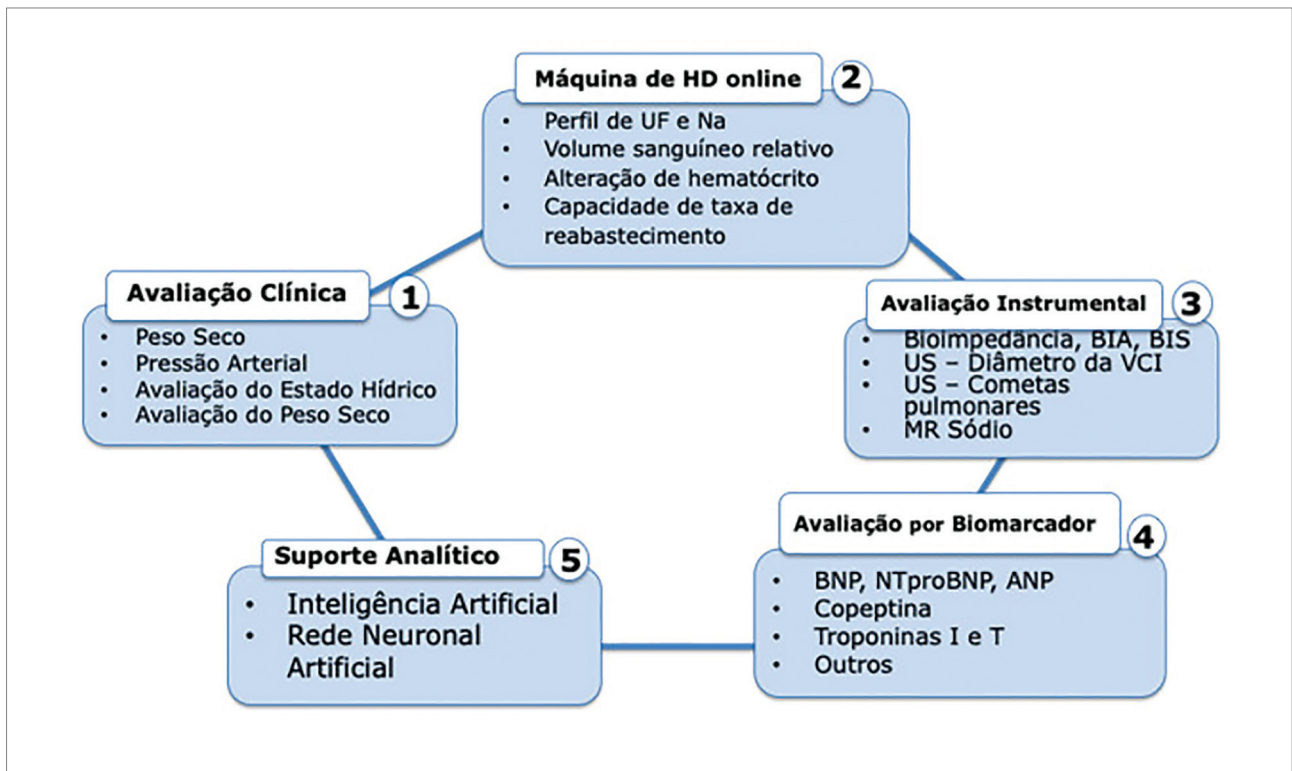 Avaliação Clínica
1
• Peso Seco
• Pressão Arterial
• Avaliação do Estado Hídrico
• Avaliação do Peso Seco
Máquina de HD online
2
• Perfil de UF e Na
• Volume sanguíneo relativo
• Alteração de hematócrito
• Capacidade de taxa de
reabastecimento
Avaliação Instrumental
3
• Bioimpedância, BIA, BIS
• US – Diâmetro da VCI
• US – Cometas
pulmonares
• MR Sódio
Avaliação por Biomarcador
4
• BNP, NTproBNP, ANP
• Copeptina
• Troponinas I e T
• Outros
Suporte Analítico
5
• Inteligência Artificial
• Rede Neuronal
Artificial